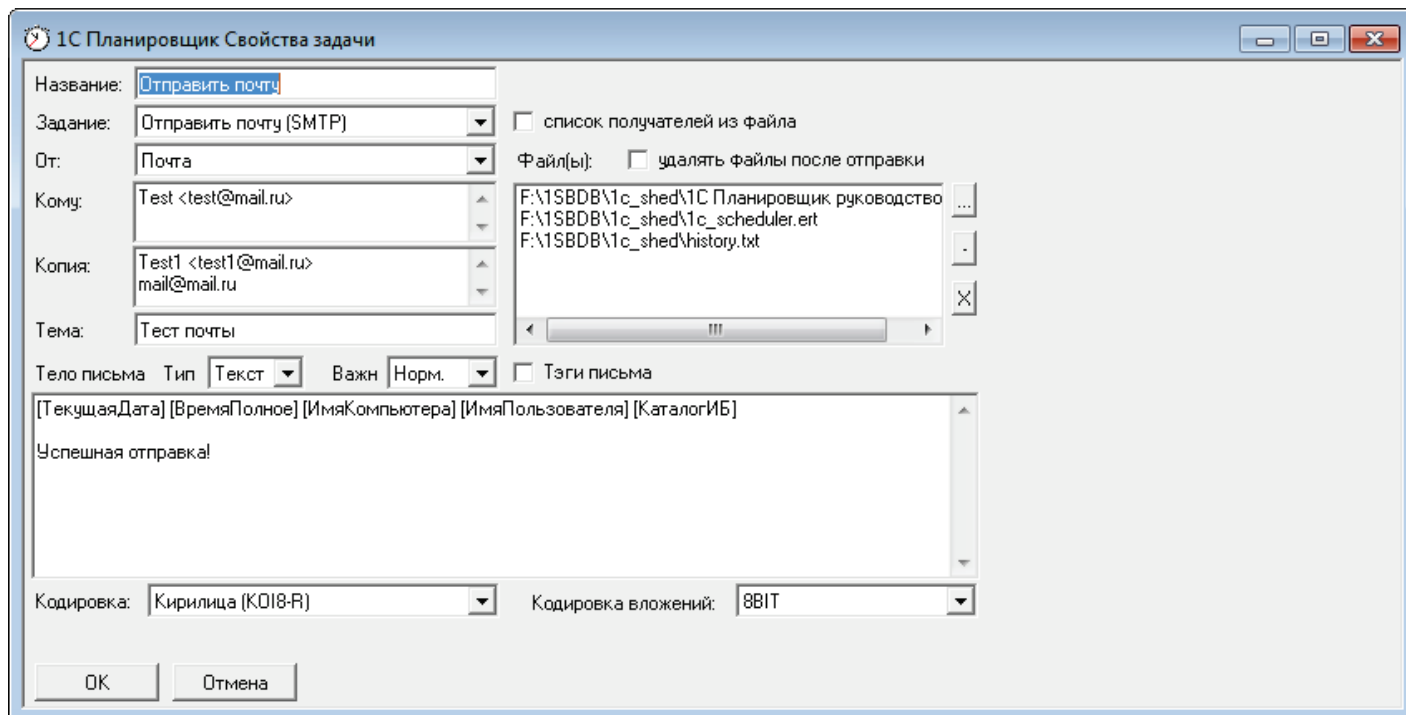 1С Планировщик Свойства задачи
Название: Отправить почту
Задание: Отправить почту (SMTP) список получателей из файла
От: Почта Файл(ы): удалять файлы после отправки
Кому: Test <test@mail.ru>
F:\1SBDB\1c_shed\1С Планировщик руководство
F:\1SBDB\1c_shed\1c_scheduler.ert
F:\1SBDB\1c_shed\history.txt
...
-
X
Копия: Test1 <test1@mail.ru>
mail@mail.ru
Тема: Тест почты
Тело письма Тип Текст Важн Норм. Тэги письма
[ТекущаяДата] [ВремяПолное] [ИмяКомпьютера] [ИмяПользователя] [КаталогИБ]
Успешная отправка!
Кодировка: Кирилица (KOI8-R) Кодировка вложений: 8BIT
OK Отмена